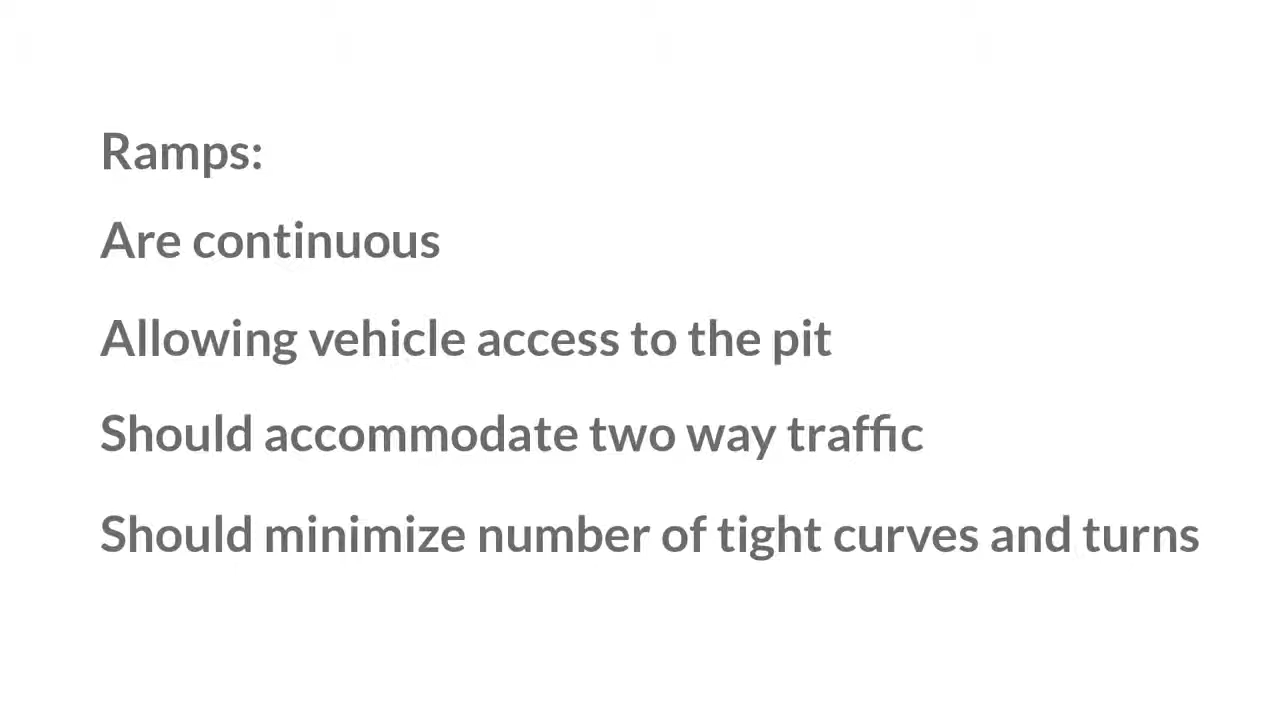 Ramps:
Are continuous
Allowing vehicle access to the pit
Should accommodate two way traffic
Should minimize number of tight curves and turns